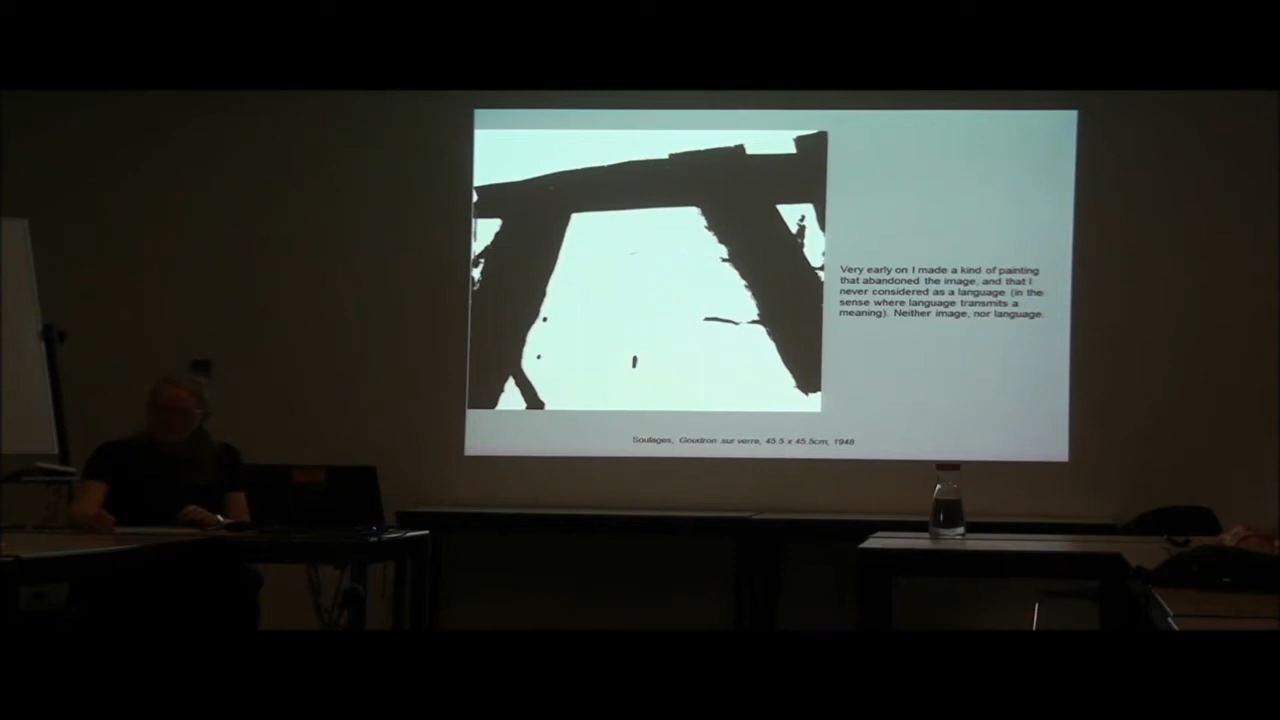 Very early on I made a kind of painting
that abandoned the image, and that I
never considered as a language (in the
sense where language transmits a
meaning). Neither image, nor language.
Soulages, Goudron sur verre, 45.5 x 45.5cm, 1948